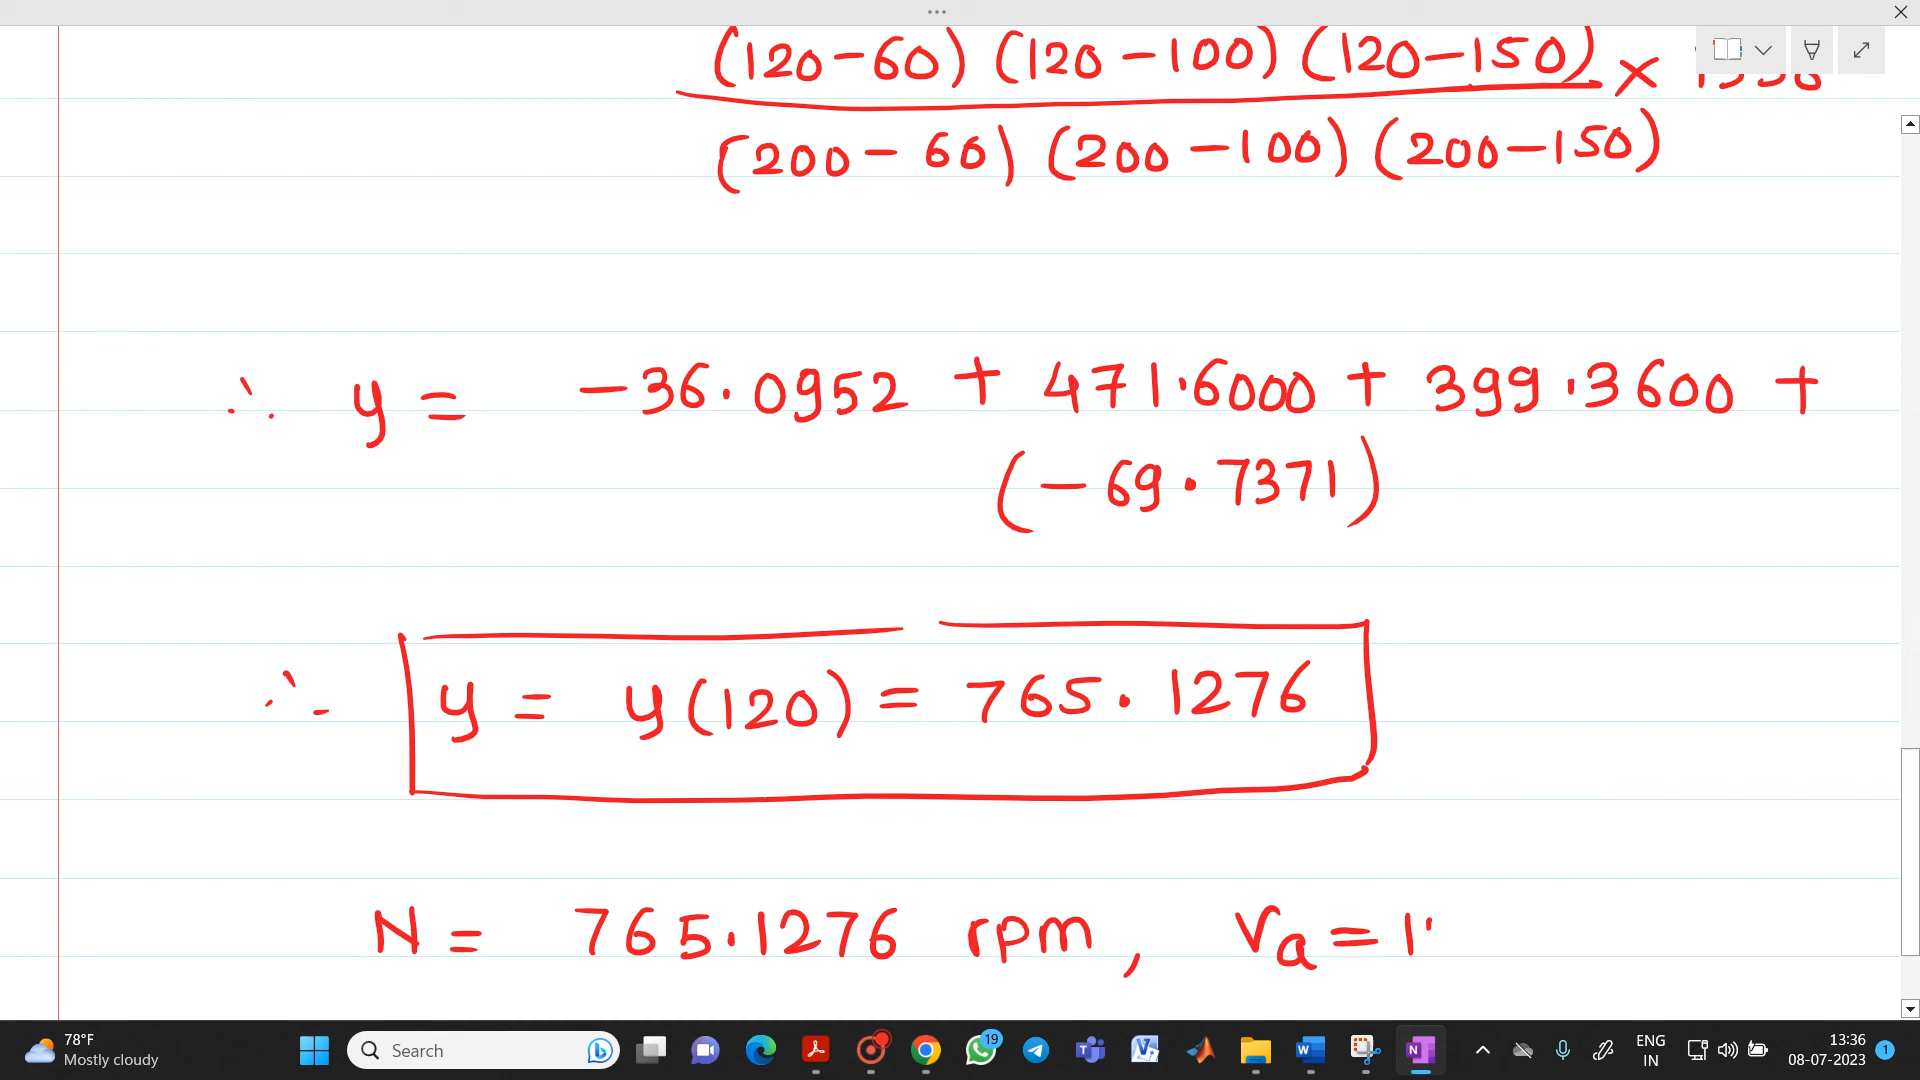 (120-60) (120-100) (120-150) ×
(200-60) (200-100) (200-150)
∴ y = -36.0952 + 471.6000 + 399.3600 +
(-69.7371)
∴ y = y(120) = 765.1276
N = 765.1276 rpm, Va = 1
78°F
Mostly cloudy
Search
19
ENG
IN
13:36
08-07-2023
1